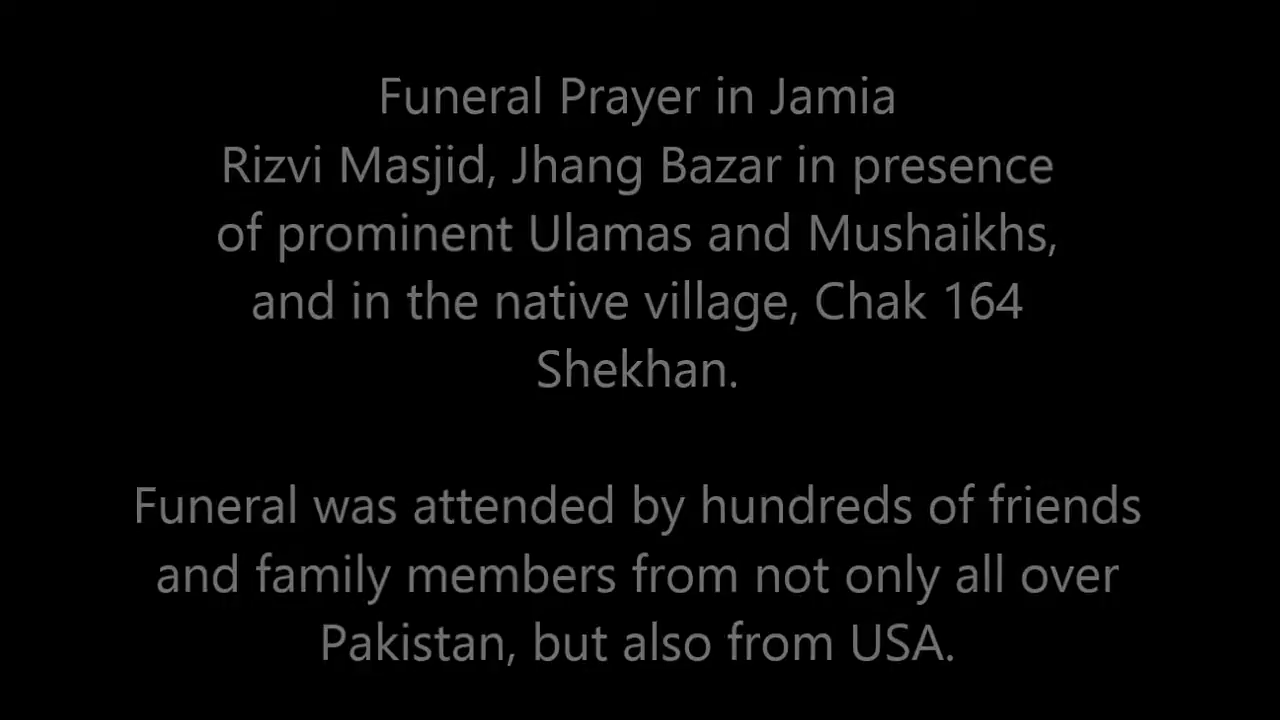 Funeral Prayer in Jamia
Rizvi Masjid, Jhang Bazar in presence
of prominent Ulamas and Mushaikhs,
and in the native village, Chak 164
Shekhan.
Funeral was attended by hundreds of friends
and family members from not only all over
Pakistan, but also from USA.